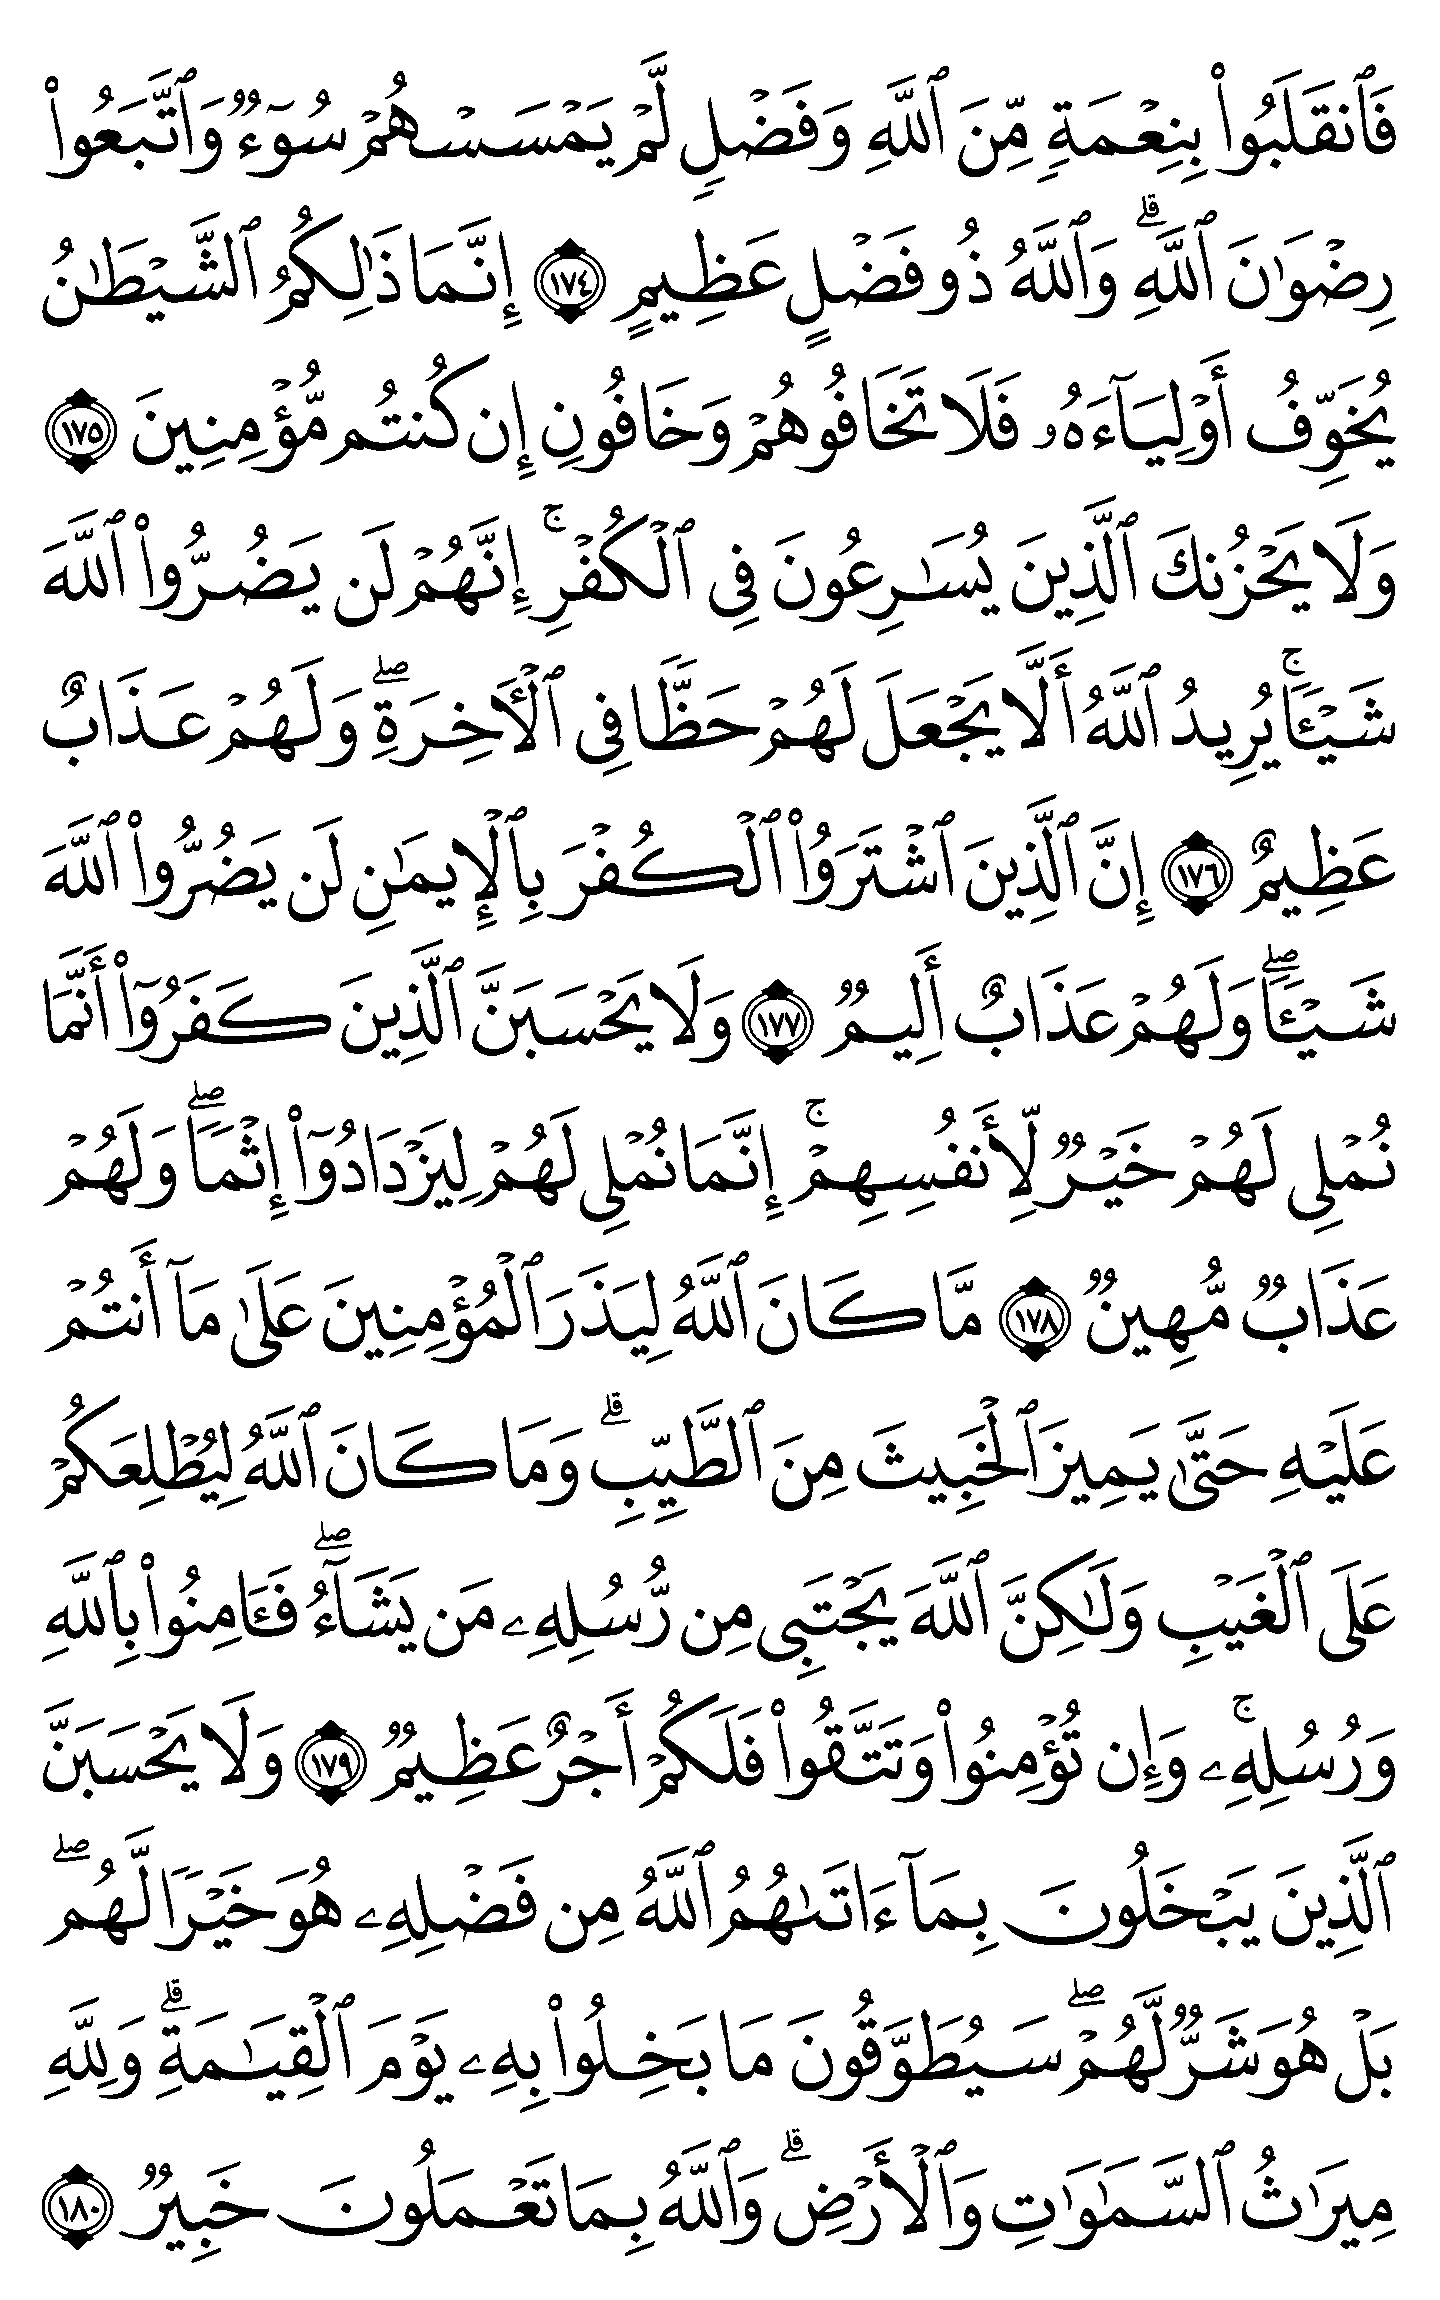 فَٱنقَلَبُوا۟ بِنِعْمَةٍ مِّنَ ٱللَّهِ وَفَضْلٍ لَّمْ يَمْسَسْهُمْ سُوٓءٌ وَٱتَّبَعُوا۟
رِضْوَٰنَ ٱللَّهِ ۗ وَٱللَّهُ ذُو فَضْلٍ عَظِيمٍ ١٧٤ إِنَّمَا ذَٰلِكُمُ ٱلشَّيْطَٰنُ
يُخَوِّفُ أَوْلِيَآءَهُۥ فَلَا تَخَافُوهُمْ وَخَافُونِ إِن كُنتُم مُّؤْمِنِينَ ١٧٥
وَلَا يَحْزُنكَ ٱلَّذِينَ يُسَٰرِعُونَ فِى ٱلْكُفْرِ ۚ إِنَّهُمْ لَن يَضُرُّوا۟ ٱللَّهَ
شَيْـًٔا ۚ يُرِيدُ ٱللَّهُ أَلَّا يَجْعَلَ لَهُمْ حَظًّا فِى ٱلْـَٔاخِرَةِ ۖ وَلَهُمْ عَذَابٌ
عَظِيمٌ ١٧٦ إِنَّ ٱلَّذِينَ ٱشْتَرَوُا۟ ٱلْكُفْرَ بِٱلْإِيمَٰنِ لَن يَضُرُّوا۟ ٱللَّهَ
شَيْـًٔا ۖ وَلَهُمْ عَذَابٌ أَلِيمٌ ١٧٧ وَلَا يَحْسَبَنَّ ٱلَّذِينَ كَفَرُوٓا۟ أَنَّمَا
نُمْلِى لَهُمْ خَيْرٌ لِّأَنفُسِهِمْ ۚ إِنَّمَا نُمْلِى لَهُمْ لِيَزْدَادُوٓا۟ إِثْمًا ۖ وَلَهُمْ
عَذَابٌ مُّهِينٌ ١٧٨ مَّا كَانَ ٱللَّهُ لِيَذَرَ ٱلْمُؤْمِنِينَ عَلَىٰ مَآ أَنتُمْ
عَلَيْهِ حَتَّىٰ يَمِيزَ ٱلْخَبِيثَ مِنَ ٱلطَّيِّبِ ۗ وَمَا كَانَ ٱللَّهُ لِيُطْلِعَكُمْ
عَلَى ٱلْغَيْبِ وَلَٰكِنَّ ٱللَّهَ يَجْتَبِى مِن رُّسُلِهِۦ مَن يَشَآءُ ۖ فَـَٔامِنُوا۟ بِٱللَّهِ
وَرُسُلِهِۦ ۚ وَإِن تُؤْمِنُوا۟ وَتَتَّقُوا۟ فَلَكُمْ أَجْرٌ عَظِيمٌ ١٧٩ وَلَا يَحْسَبَنَّ
ٱلَّذِينَ يَبْخَلُونَ بِمَآ ءَاتَىٰهُمُ ٱللَّهُ مِن فَضْلِهِۦ هُوَ خَيْرًا لَّهُم ۖ
بَلْ هُوَ شَرٌّ لَّهُمْ ۖ سَيُطَوَّقُونَ مَا بَخِلُوا۟ بِهِۦ يَوْمَ ٱلْقِيَٰمَةِ ۗ وَلِلَّهِ
مِيرَٰثُ ٱلسَّمَٰوَٰتِ وَٱلْأَرْضِ ۗ وَٱللَّهُ بِمَا تَعْمَلُونَ خَبِيرٌ ١٨٠